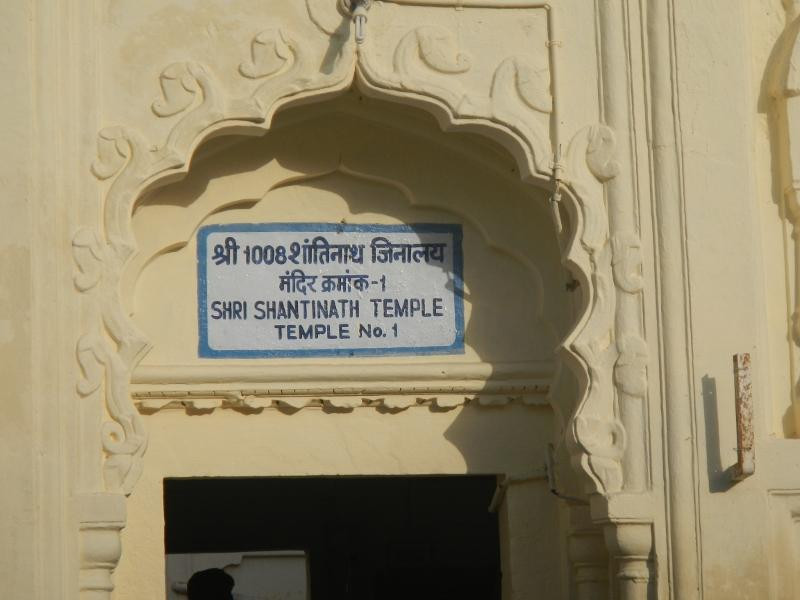 श्री 1008 शांतिनाथ जिनालय
मंदिर क्रमांक-1
SHRI SHANTINATH TEMPLE
TEMPLE No. 1